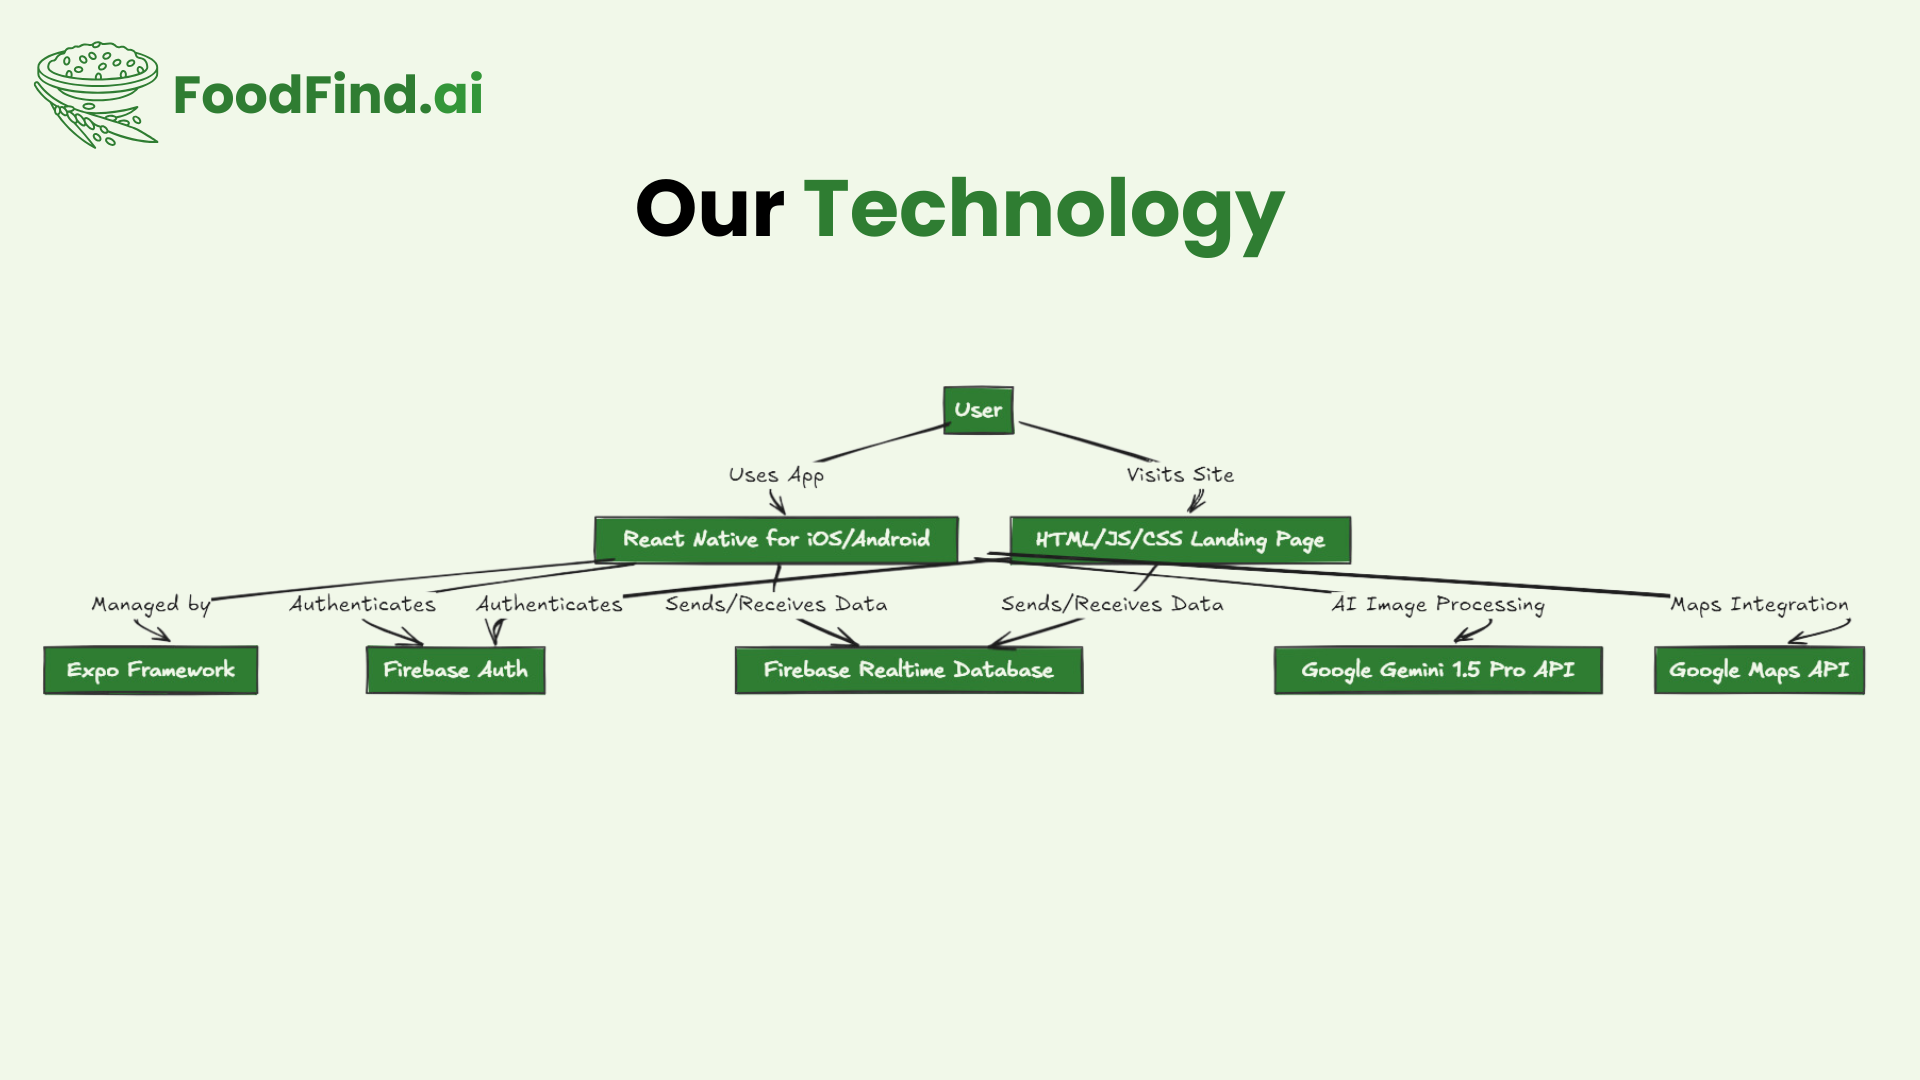 FoodFind.ai
Our Technology
User
Uses App
Visits Site
React Native for iOS/Android
HTML/JS/CSS Landing Page
Managed by
Authenticates
Authenticates
Sends/Receives Data
Sends/Receives Data
AI Image Processing
Maps Integration
Expo Framework
Firebase Auth
Firebase Realtime Database
Google Gemini 1.5 Pro API
Google Maps API